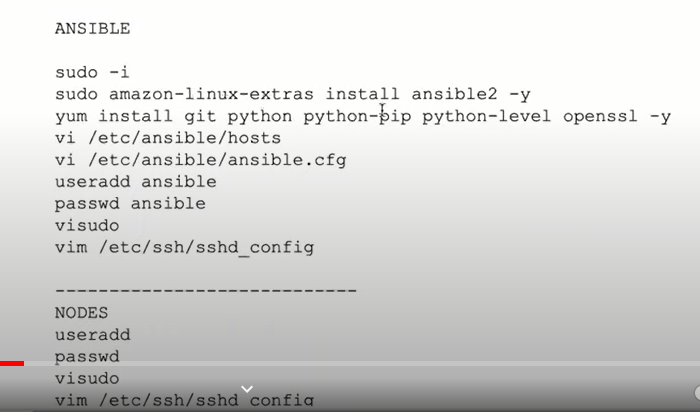 ANSIBLE
sudo -i
sudo amazon-linux-extras install ansible2 -y
yum install git python python-pip python-level openssl -y
vi /etc/ansible/hosts
vi /etc/ansible/ansible.cfg
useradd ansible
passwd ansible
visudo
vim /etc/ssh/sshd_config
----------------------------
NODES
useradd
passwd
visudo
vim /etc/ssh/sshd_config